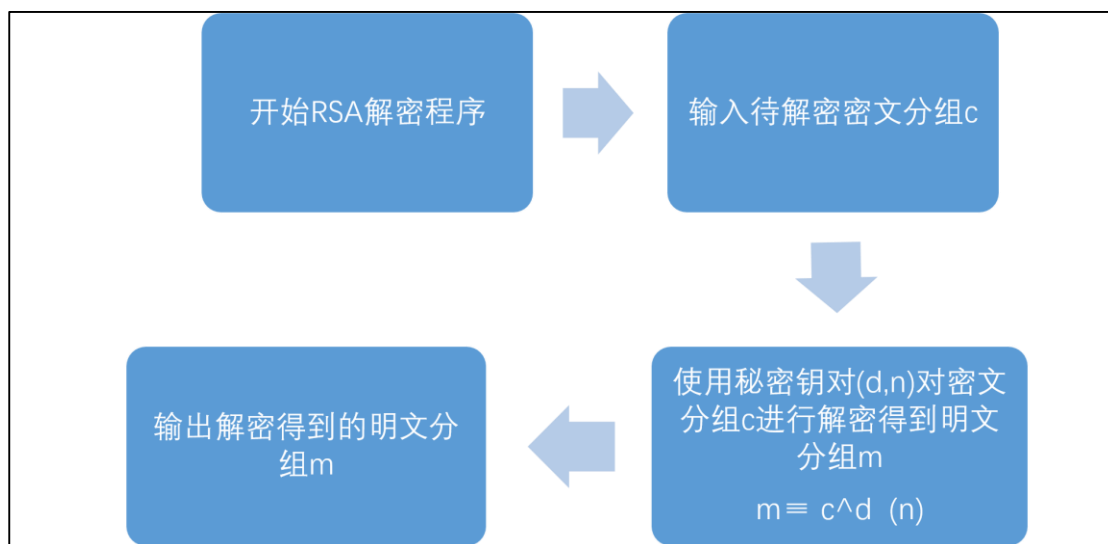 开始RSA解密程序
输入待解密密文分组c
使用秘密钥对(d,n)对密文
分组c进行解密得到明文
分组m
m≡ c^d (n)
输出解密得到的明文分
组m